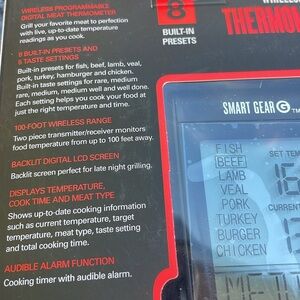 WIRELESS PROGRAMMABLE
DIGITAL MEAT THERMOMETER
Grill your favorite meat to perfection
with live, up-to-date temperature
readings as you cook.
8 BUILT-IN PRESETS AND
5 TASTE SETTINGS
Built-in presets for fish, beef, lamb, veal,
pork, turkey, hamburger and chicken.
Built-in taste settings for rare, medium
rare, medium, medium well and well done.
Each setting helps you cook your food at
just the right temperature and time.
100-FOOT WIRELESS RANGE
Two piece transmitter/receiver monitors
food temperature from up to 100 feet away.
BACKLIT DIGITAL LCD SCREEN
Backlit screen perfect for late night grilling.
DISPLAYS TEMPERATURE,
COOK TIME AND MEAT TYPE
Shows up-to-date cooking information
such as current temperature, target
temperature, meat type, taste setting
and total cooking time.
AUDIBLE ALARM FUNCTION
Cooking timer with audible alarm.
8
BUILT-IN
PRESETS
SMART GEAR G
FISH
BEEF
LAMB
VEAL
PORK
TURKEY
BURGER
CHICKEN
SET TEM
16
CURRENT